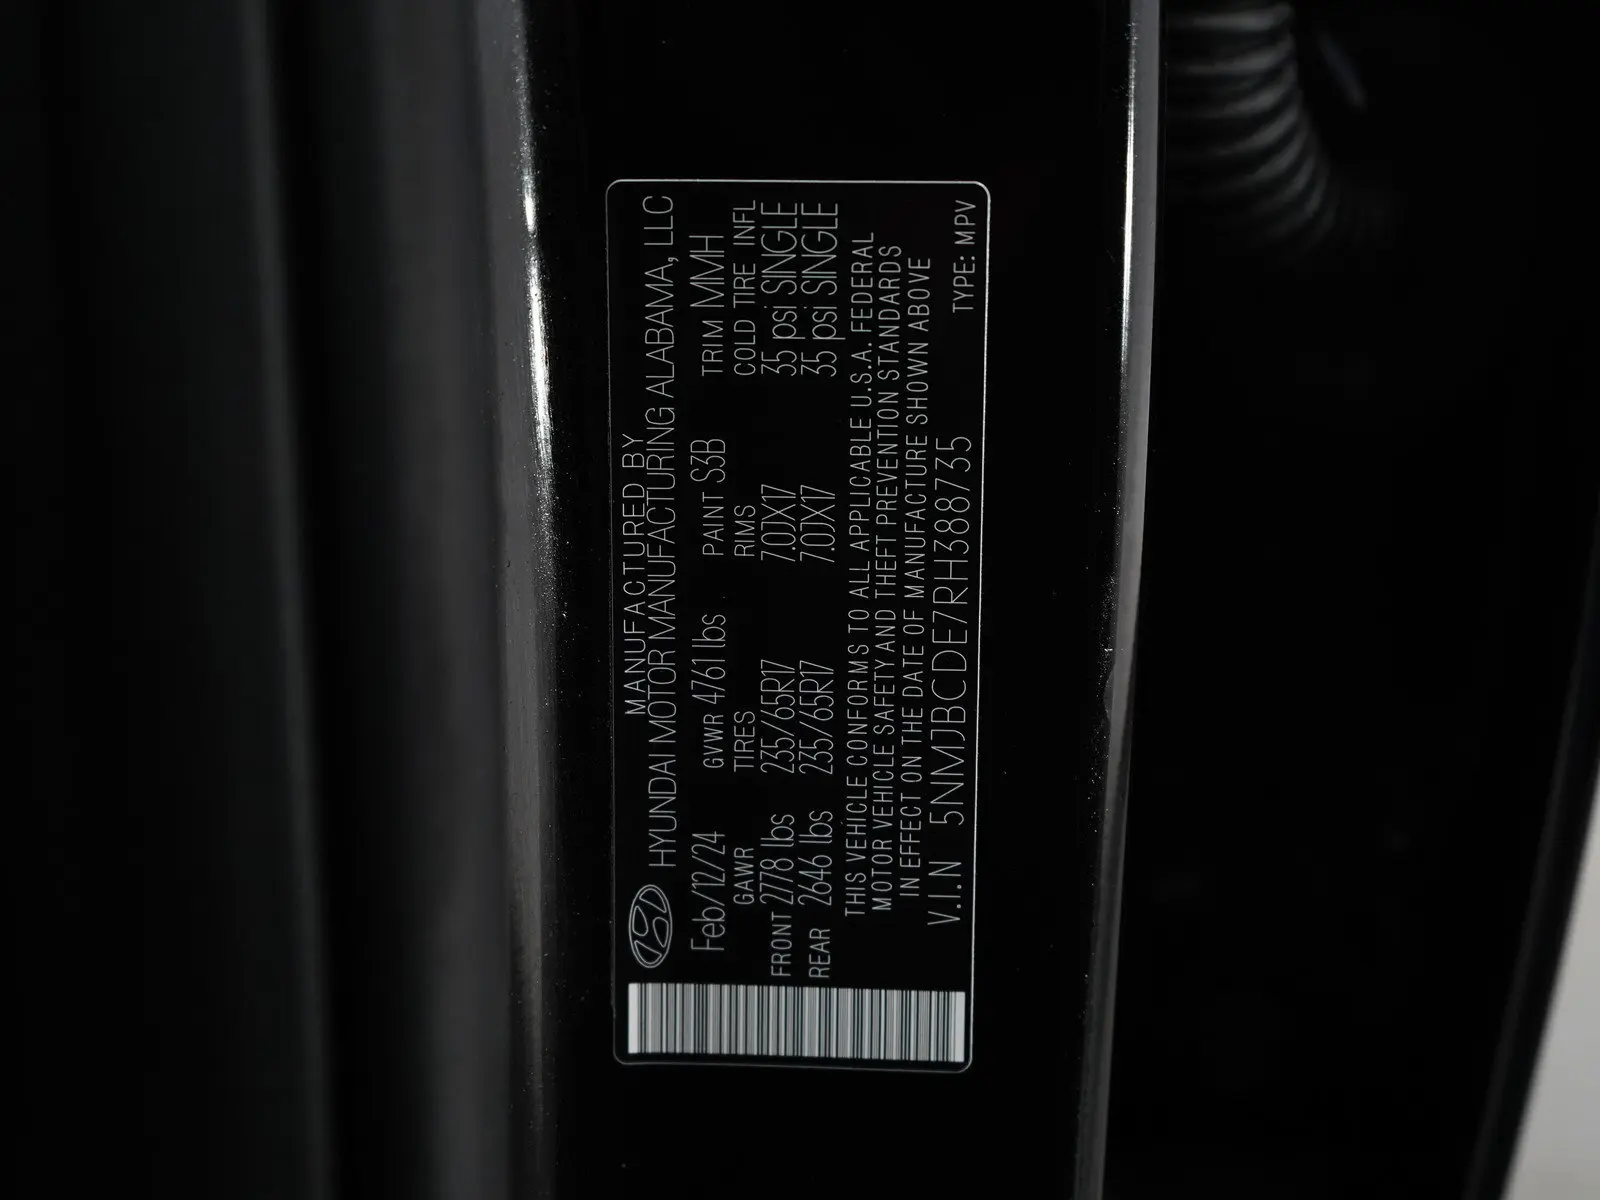 MANUFACTURED BY
HYUNDAI MOTOR MANUFACTURING ALABAMA, LLC
Feb/12/24 GVWR 4761 lbs PAINT S3B TRIM MMH
GAWR TIRES RIMS COLD TIRE INFL
FRONT 2778 lbs 235/65R17 7.0JX17 35 psi SINGLE
REAR 2646 lbs 235/65R17 7.0JX17 35 psi SINGLE
THIS VEHICLE CONFORMS TO ALL APPLICABLE U.S.A. FEDERAL
MOTOR VEHICLE SAFETY AND THEFT PREVENTION STANDARDS
IN EFFECT ON THE DATE OF MANUFACTURE SHOWN ABOVE
V.I.N 5NMJBCDE7RH388735 TYPE: MPV